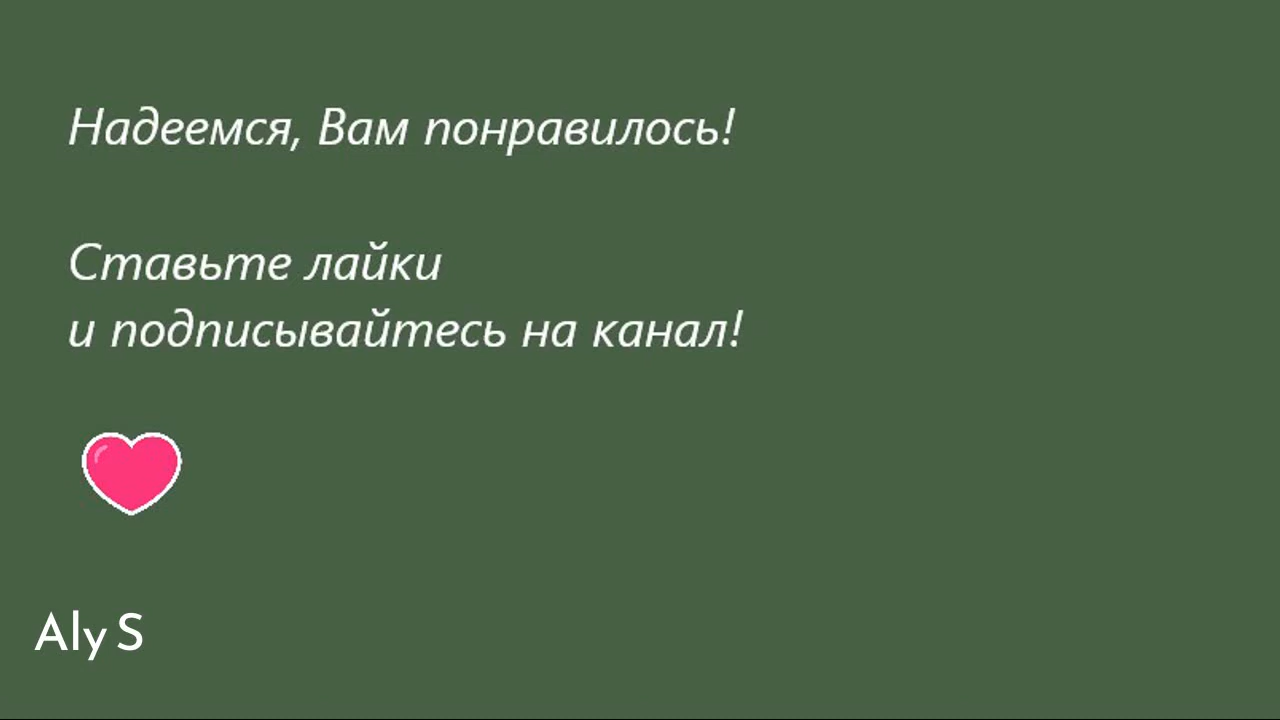 Надеемся, Вам понравилось!
Ставьте лайки
и подписывайтесь на канал!
Aly S